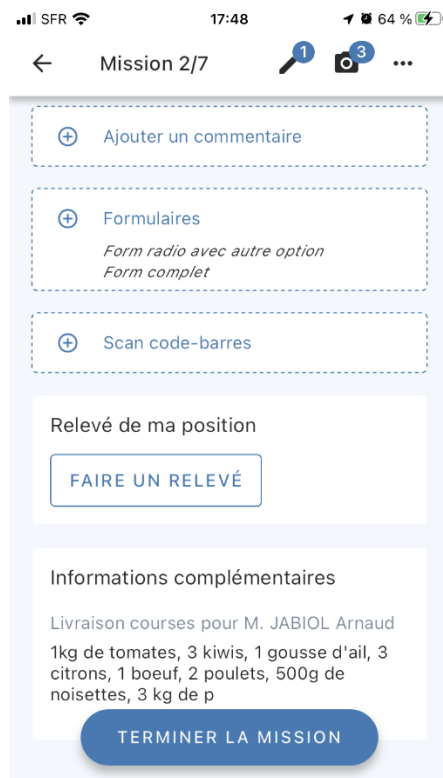 SFR 17:48 64 %
Mission 2/7 1 3
Ajouter un commentaire
Formulaires
Form radio avec autre option
Form complet
Scan code-barres
Relevé de ma position
FAIRE UN RELEVÉ
Informations complémentaires
Livraison courses pour M. JABIOL Arnaud
1kg de tomates, 3 kiwis, 1 gousse d'ail, 3
citrons, 1 boeuf, 2 poulets, 500g de
noisettes, 3 kg de p
TERMINER LA MISSION